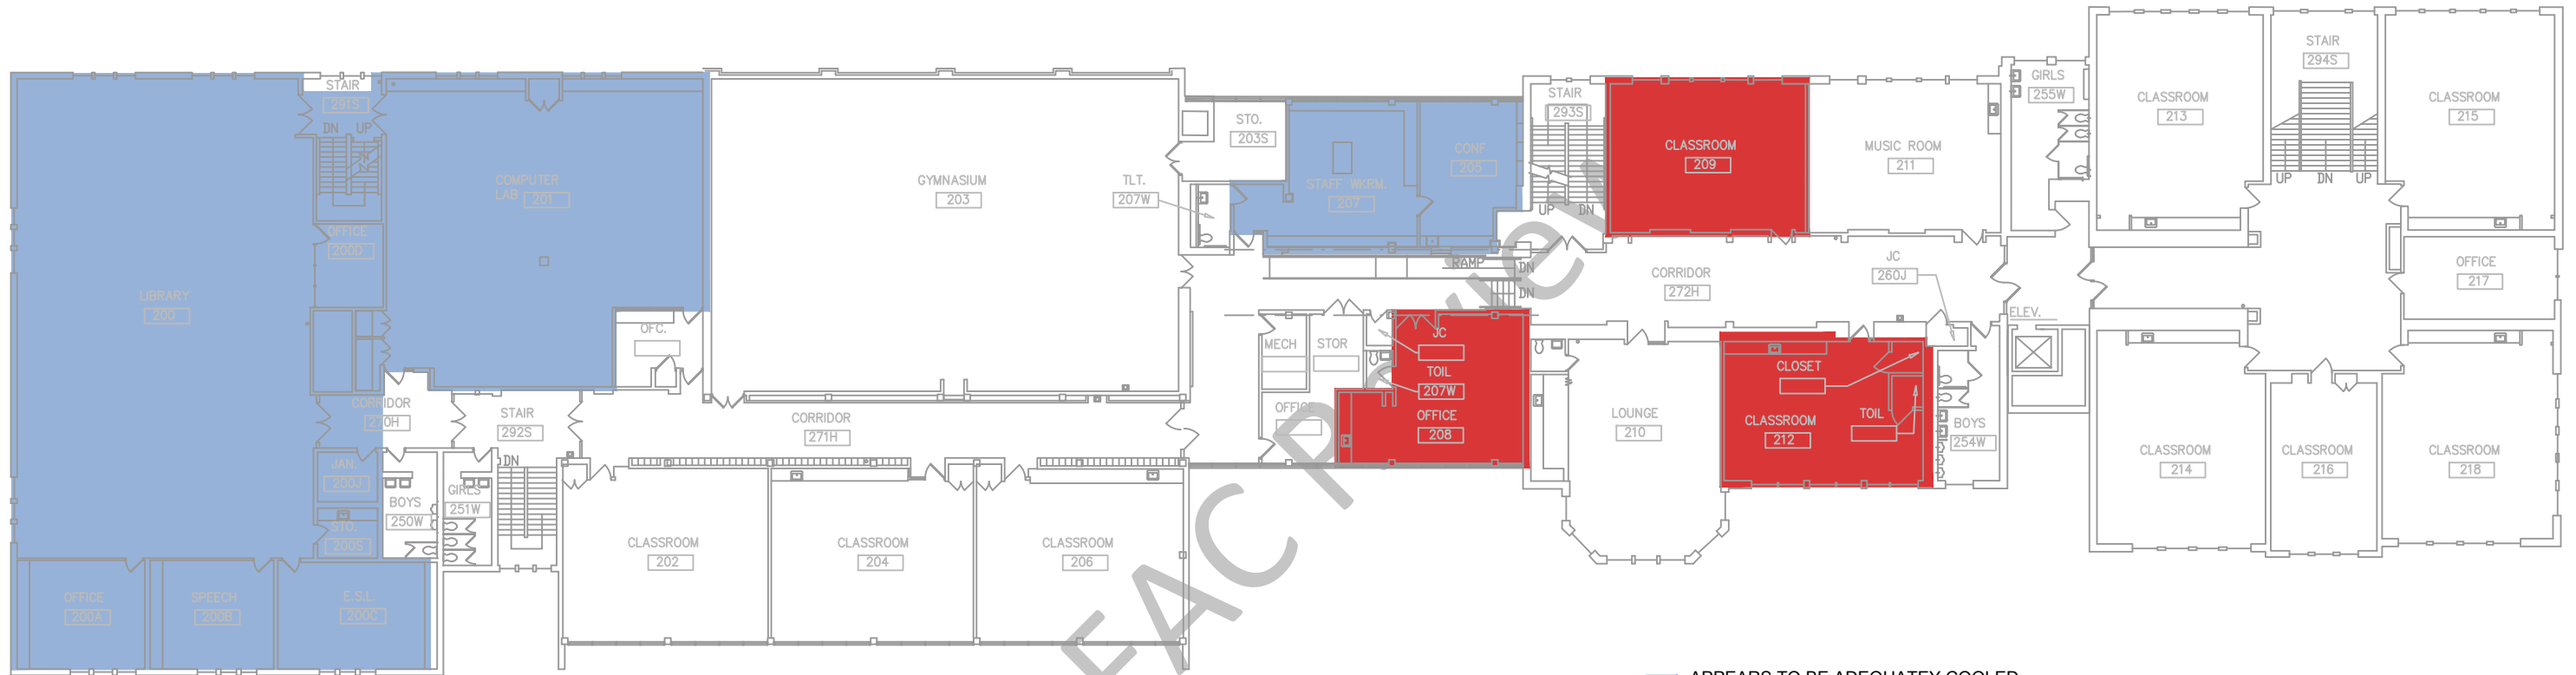 LIBRARY
200
STAIR
291S
DN UP
OFFICE
200D
COMPUTER
LAB 201
OFC.
CORRIDOR
270H
JAN.
200J
STO.
200S
OFFICE
200A
SPEECH
200B
E.S.L.
200C
BOYS
250W
GIRLS
251W
STAIR
292S
DN
GYMNASIUM
203
TLT.
207W
STO.
203S
CORRIDOR
271H
CLASSROOM
202
CLASSROOM
204
CLASSROOM
206
STAFF WKRM.
207
CONF
205
RAMP
DN
DN
MECH
STOR
OFFICE
JC
TOIL
207W
OFFICE
208
STAIR
293S
UP DN
CLASSROOM
209
MUSIC ROOM
211
CORRIDOR
272H
JC
260J
LOUNGE
210
CLOSET
CLASSROOM
212
TOIL
BOYS
254W
GIRLS
255W
ELEV.
CLASSROOM
213
STAIR
294S
UP DN UP
CLASSROOM
215
OFFICE
217
CLASSROOM
214
CLASSROOM
216
CLASSROOM
218
APPEARS TO BE ADEQUATEY COOLED